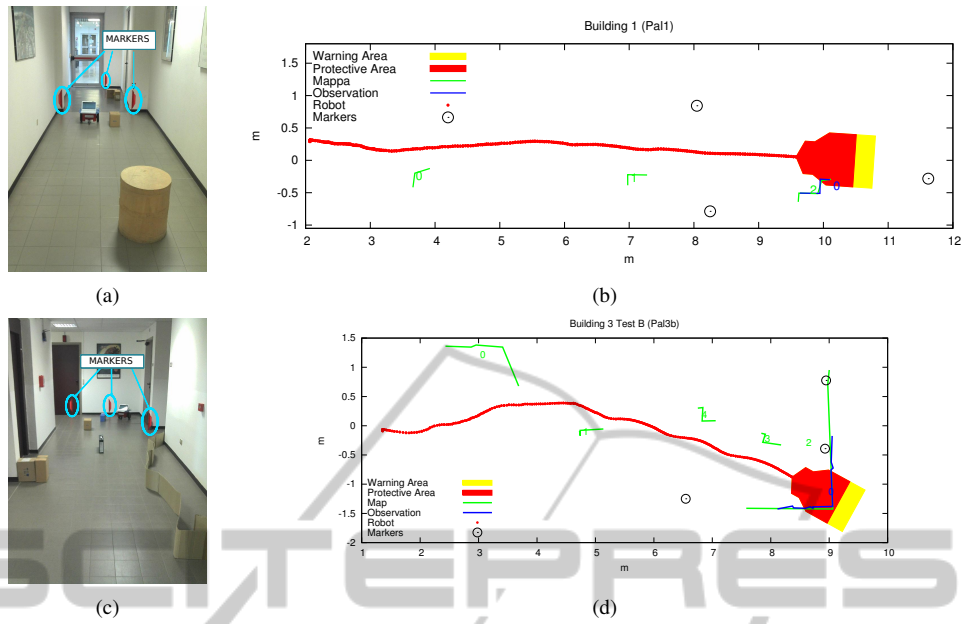 MARKERS
(a)
Building 1 (Pal1)
Warning Area
Protective Area
Mappa
Observation
Robot
Markers
1.5
1
0.5
0
-0.5
-1
m
0
1
2
0
2 3 4 5 6 7 8 9 10 11 12
m
(b)
MARKERS
(c)
Building 3 Test B (Pal3b)
1.5
1
0.5
0
-0.5
-1
-1.5
-2
m
0
1
4
3
2
Warning Area
Protective Area
Map
Observation
Robot
Markers
1 2 3 4 5 6 7 8 9 10
m
(d)